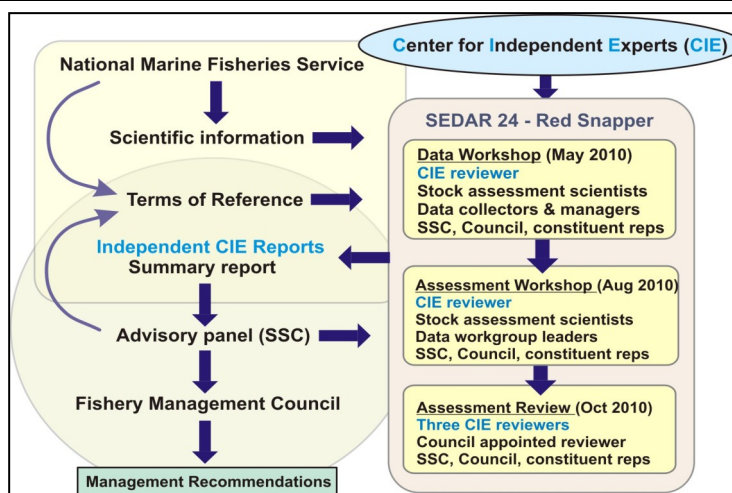 Center for Independent Experts (CIE)
National Marine Fisheries Service
Scientific information
Terms of Reference
Independent CIE Reports
Summary report
Advisory panel (SSC)
Fishery Management Council
Management Recommendations
SEDAR 24 - Red Snapper
Data Workshop (May 2010)
CIE reviewer
Stock assessment scientists
Data collectors & managers
SSC, Council, constituent reps
Assessment Workshop (Aug 2010)
CIE reviewer
Stock assessment scientists
Data workgroup leaders
SSC, Council, constituent reps
Assessment Review (Oct 2010)
Three CIE reviewers
Council appointed reviewer
SSC, Council, constituent reps